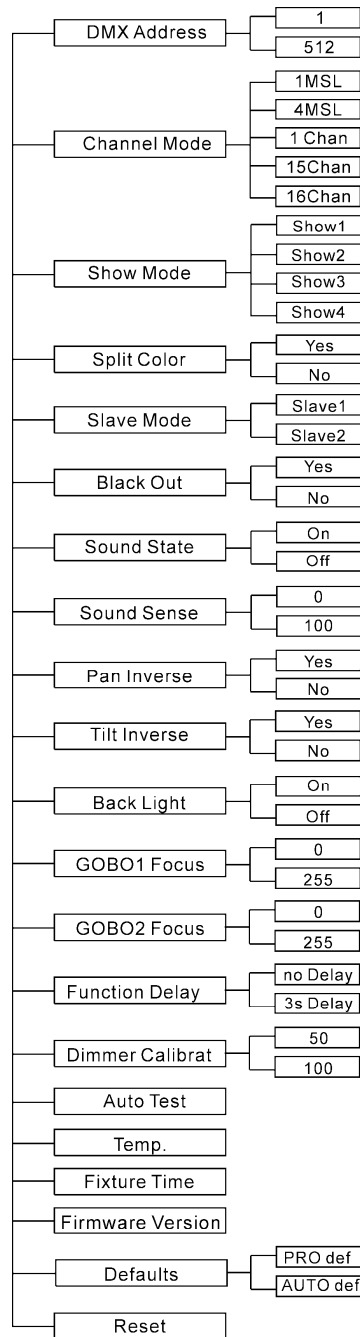 DMX Address
1
512
Channel Mode
1MSL
4MSL
1 Chan
15Chan
16Chan
Show Mode
Show1
Show2
Show3
Show4
Split Color
Yes
No
Slave Mode
Slave1
Slave2
Black Out
Yes
No
Sound State
On
Off
Sound Sense
0
100
Pan Inverse
Yes
No
Tilt Inverse
Yes
No
Back Light
On
Off
GOBO1 Focus
0
255
GOBO2 Focus
0
255
Function Delay
no Delay
3s Delay
Dimmer Calibrat
50
100
Auto Test
Temp.
Fixture Time
Firmware Version
Defaults
PRO def
AUTO def
Reset